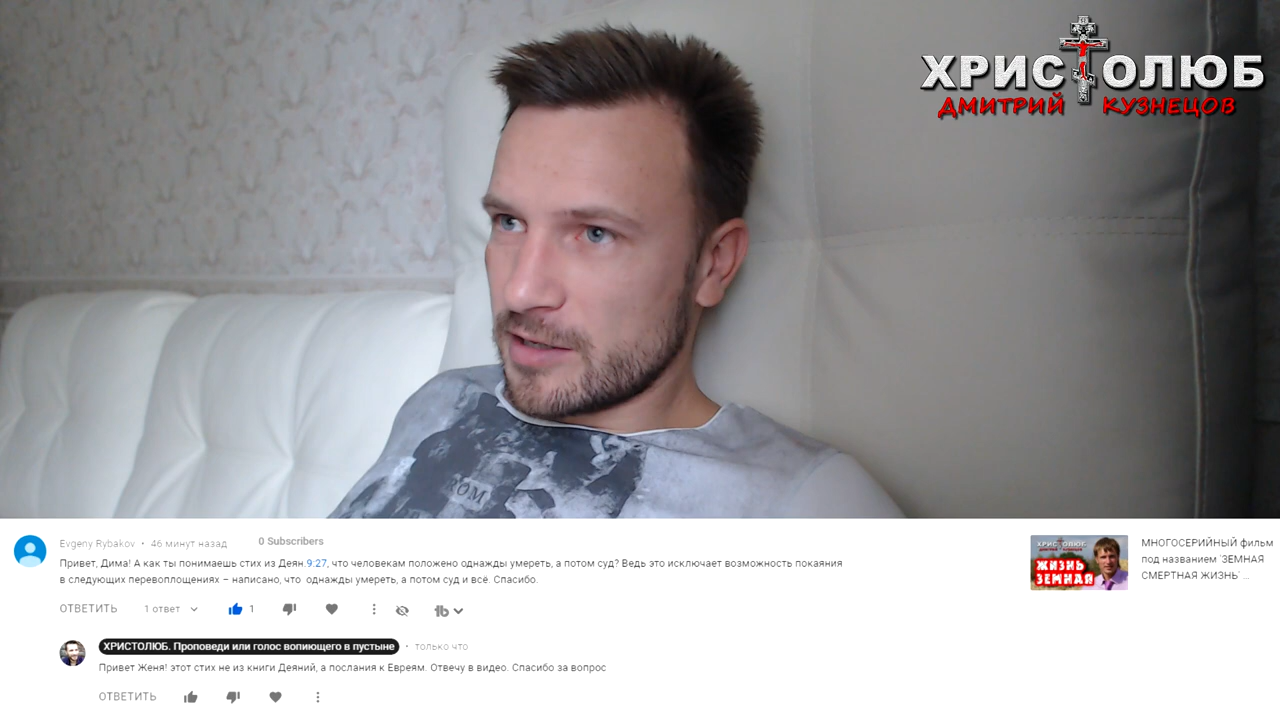 ХРИСТОЛЮБ
ДМИТРИЙ КУЗНЕЦОВ
ROM
Evgeny Rybakov • 46 минут назад 0 Subscribers
Привет, Дима! А как ты понимаешь стих из Деян.9:27, что человекам положено однажды умереть, а потом суд? Ведь это исключает возможность покаяния
в следующих перевоплощениях – написано, что однажды умереть, а потом суд и всё. Спасибо.
ОТВЕТИТЬ 1 ответ 1
ХРИСТОЛЮБ. Проповеди или голос вопиющего в пустыне • только что
Привет Женя! этот стих не из книги Деяний, а послания к Евреям. Отвечу в видео. Спасибо за вопрос
ОТВЕТИТЬ
ХРИСТОЛЮБ
ЖИЗНЬ
ЗЕМНАЯ
МНОГОСЕРИЙНЫЙ фильм
под названием 'ЗЕМНАЯ
СМЕРТНАЯ ЖИЗНЬ' ...